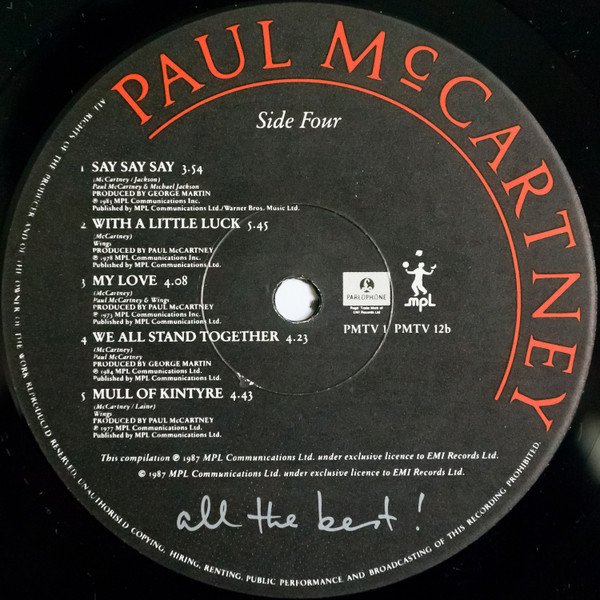 PAUL McCARTNEY
Side Four
1 SAY SAY SAY 3.54
(McCartney/Jackson)
Paul McCartney & Michael Jackson
PRODUCED BY GEORGE MARTIN
℗ 1983 MPL Communications Inc.
Published by MPL Communications Ltd./Warner Bros. Music Ltd.
2 WITH A LITTLE LUCK 5.45
(McCartney)
Wings
PRODUCED BY PAUL McCARTNEY
℗ 1978 MPL Communications Inc.
Published by MPL Communications Ltd.
3 MY LOVE 4.08
(McCartney)
Paul McCartney & Wings
PRODUCED BY PAUL McCARTNEY
℗ 1973 MPL Communications Inc.
Published by MPL Communications Ltd.
4 WE ALL STAND TOGETHER 4.23
(McCartney)
Paul McCartney
PRODUCED BY GEORGE MARTIN
℗ 1984 MPL Communications Ltd.
Published by MPL Communications Ltd.
5 MULL OF KINTYRE 4.43
(McCartney/Laine)
Wings
PRODUCED BY PAUL McCARTNEY
℗ 1977 MPL Communications Ltd.
Published by MPL Communications Ltd.
PARLOPHONE
Regd. Trade Mark of
EMI Records Ltd
mpl
PMTV 1 PMTV 12b
This compilation ℗ 1987 MPL Communications Ltd. under exclusive licence to EMI Records Ltd.
© 1987 MPL Communications Ltd. under exclusive licence to EMI Records Ltd.
all the best!
ALL RIGHTS OF THE PRODUCER AND OF THE OWNER OF THE WORK REPRODUCED RESERVED. UNAUTHORISED COPYING, HIRING, RENTING, PUBLIC PERFORMANCE AND BROADCASTING OF THIS RECORDING PROHIBITED.